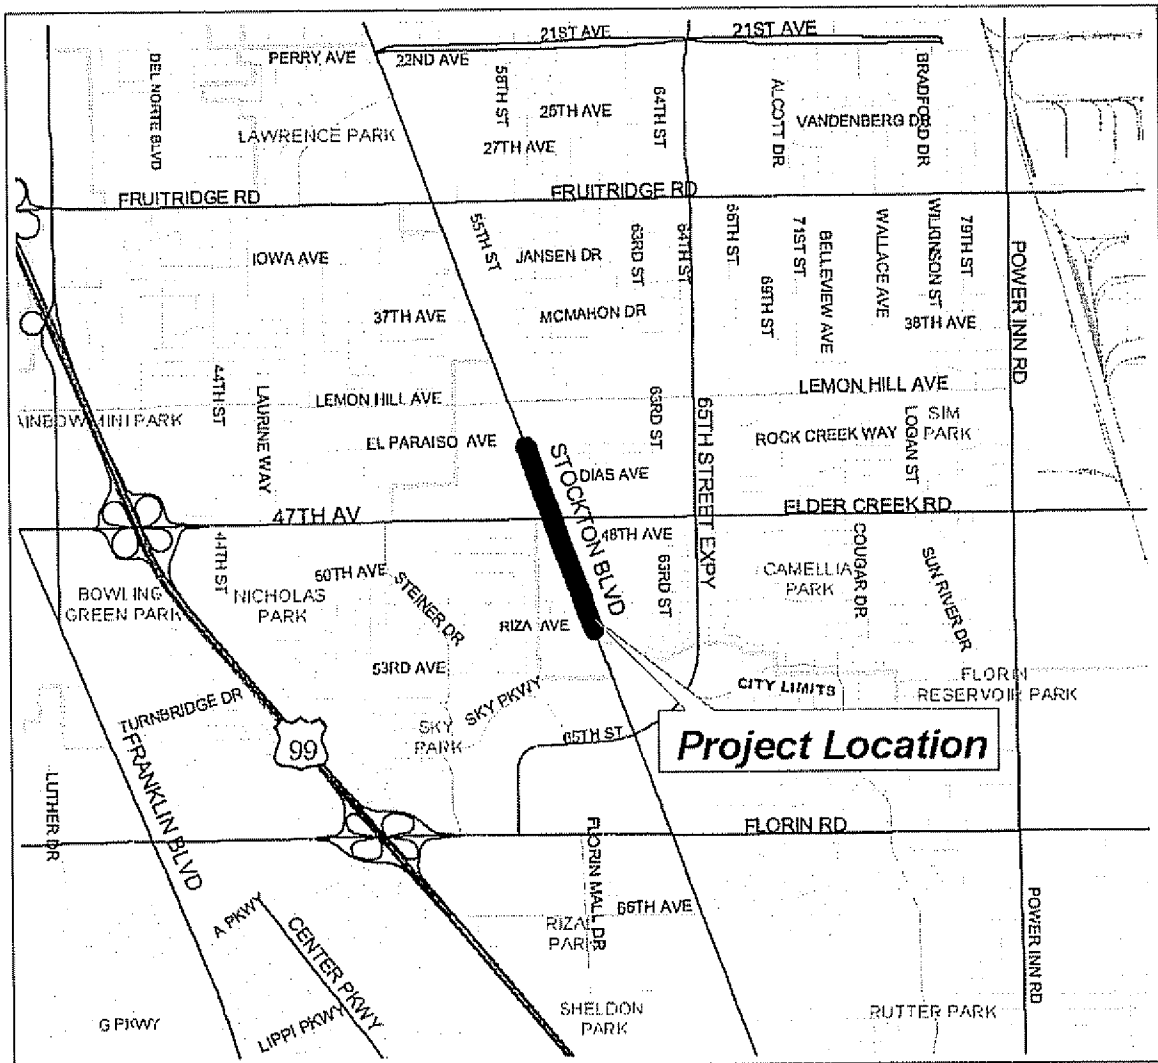 21ST AVE
21ST AVE
PERRY AVE
22ND AVE
DEL NORTE BLVD
58TH ST
64TH ST
ALCOTT DR
BRADFORD DR
25TH AVE
VANDENBERG DR
LAWRENCE PARK
27TH AVE
FRUITRIDGE RD
FRUITRIDGE RD
55TH ST
63RD ST
64TH ST
66TH ST
71ST ST
BELLEVIEW AVE
WALLACE AVE
WILKINSON ST
79TH ST
POWER INN RD
IOWA AVE
JANSEN DR
69TH ST
37TH AVE
MCMAHON DR
38TH AVE
44TH ST
LAURINE WAY
LEMON HILL AVE
63RD ST
65TH STREET EXPY
LEMON HILL AVE
AINBOW MINI PARK
EL PARAISO AVE
STOCKTON BLVD
ROCK CREEK WAY
LOGAN ST
SIM
PARK
DIAS AVE
47TH AV
ELDER CREEK RD
44TH ST
48TH AVE
63RD ST
COUGAR DR
SUN RIVER DR
50TH AVE
STEINER DR
CAMELLIA
PARK
BOWLING
GREEN PARK
NICHOLAS
PARK
RIZA AVE
53RD AVE
SKY PKWY
CITY LIMITS
FLORIN
RESERVOIR PARK
TURNBRIDGE DR
SKY
PARK
65TH ST
Project Location
99
FRANKLIN BLVD
LUTHER DR
FLORIN RD
FLORIN MALL DR
66TH AVE
POWER INN RD
A PKWY
CENTER PKWY
RIZAL
PARK
G PKWY
LIPPI PKWY
SHELDON
PARK
RUTTER PARK